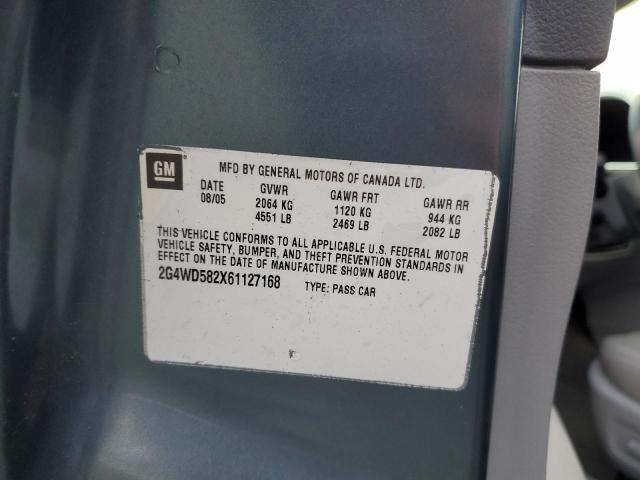 GM
MFD BY GENERAL MOTORS OF CANADA LTD.
DATE GVWR GAWR FRT GAWR RR
08/05 2064 KG 1120 KG 944 KG
4551 LB 2469 LB 2082 LB
THIS VEHICLE CONFORMS TO ALL APPLICABLE U.S. FEDERAL MOTOR
VEHICLE SAFETY, BUMPER, AND THEFT PREVENTION STANDARDS IN
EFFECT ON THE DATE OF MANUFACTURE SHOWN ABOVE.
2G4WD582X61127168 TYPE: PASS CAR